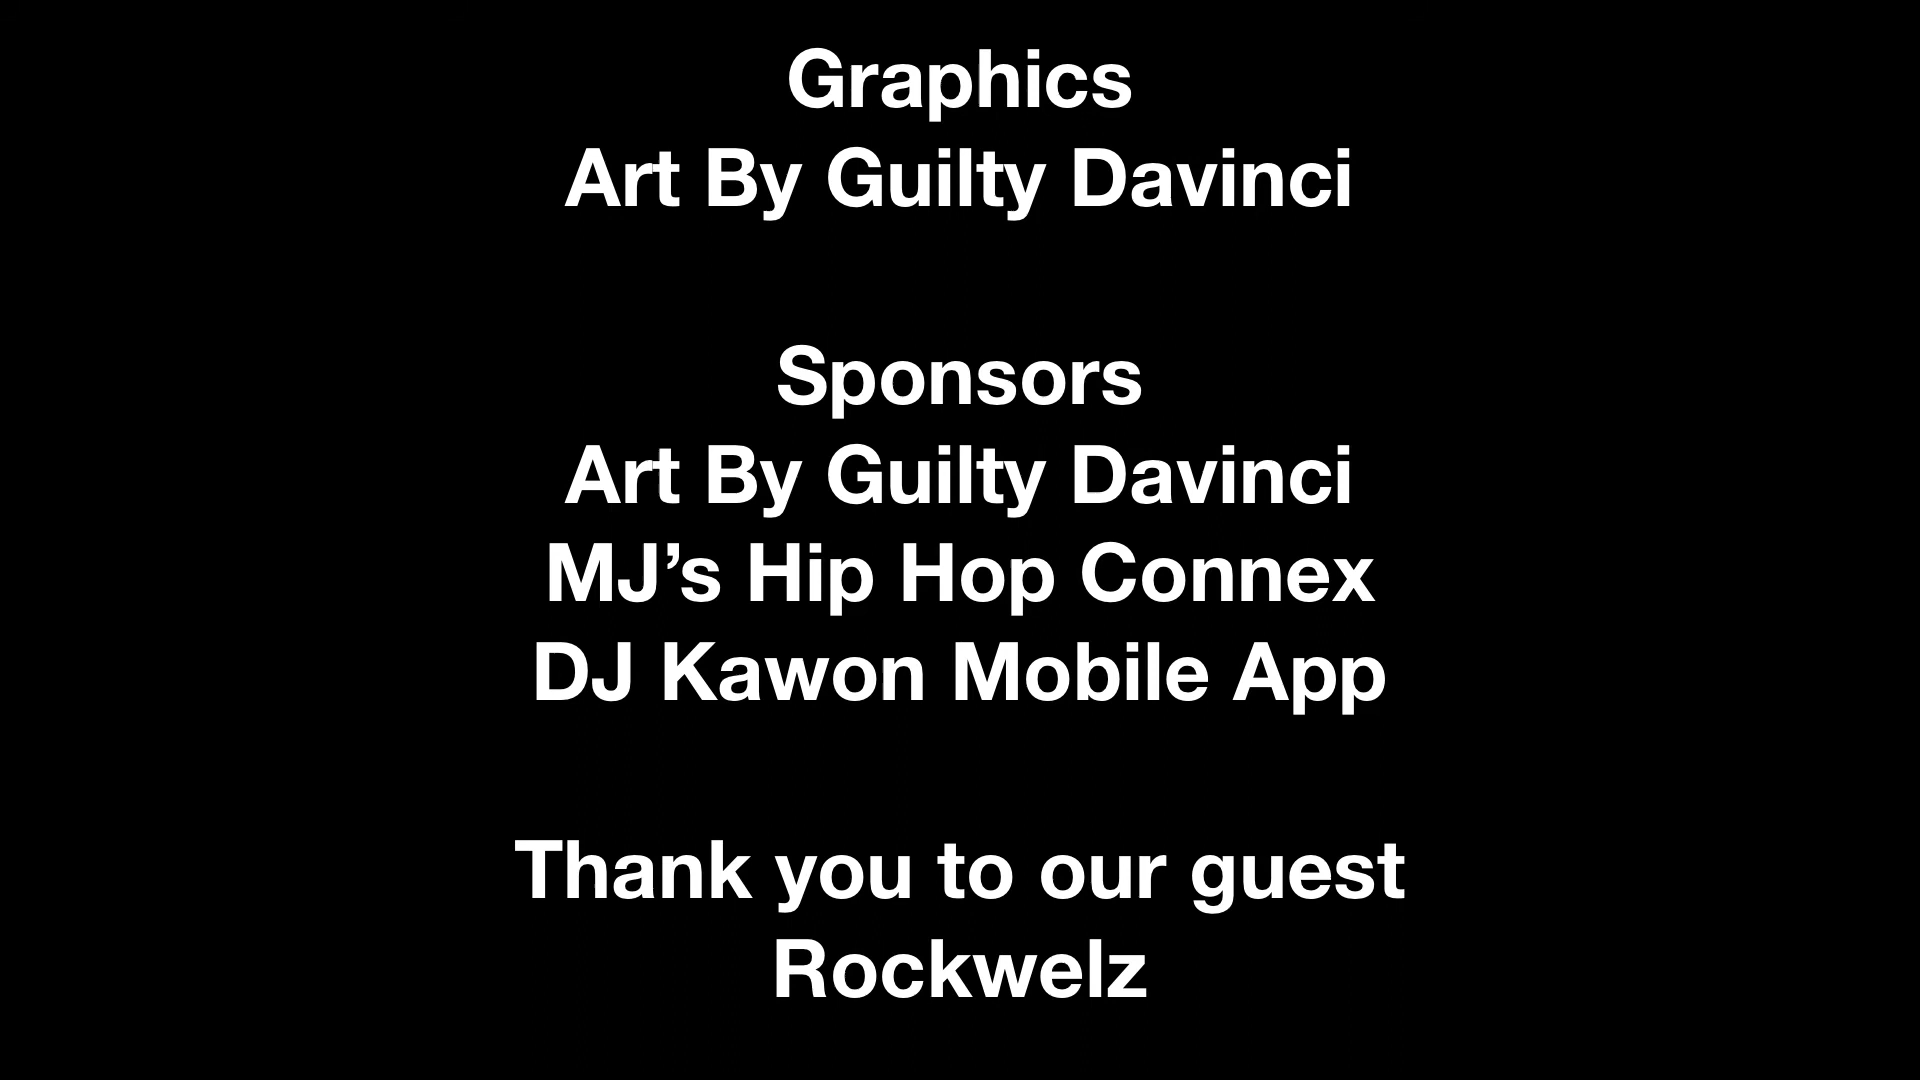 Graphics
Art By Guilty Davinci
Sponsors
Art By Guilty Davinci
MJ’s Hip Hop Connex
DJ Kawon Mobile App
Thank you to our guest
Rockwelz